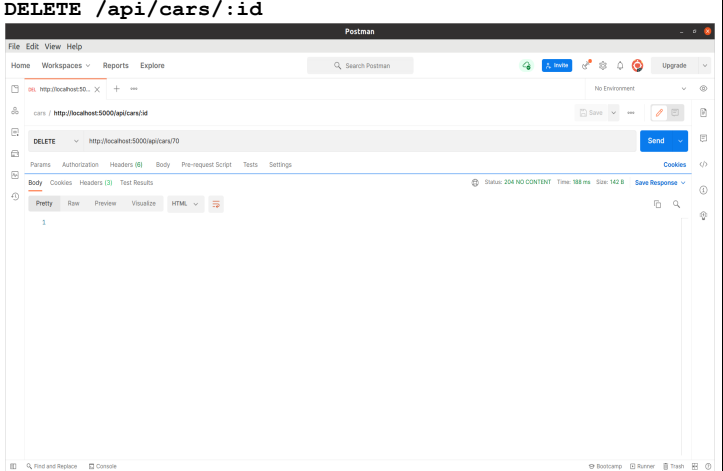 DELETE /api/cars/:id
Postman
File Edit View Help
Home Workspaces Reports Explore Search Postman Invite Upgrade
DEL http://localhost:50... No Environment
cars / http://localhost:5000/api/cars/:id Save
DELETE http://localhost:5000/api/cars/70 Send
Params Authorization Headers (6) Body Pre-request Script Tests Settings Cookies
Body Cookies Headers (3) Test Results Status: 204 NO CONTENT Time: 188 ms Size: 142 B Save Response
Pretty Raw Preview Visualize HTML
1
Find and Replace Console Bootcamp Runner Trash